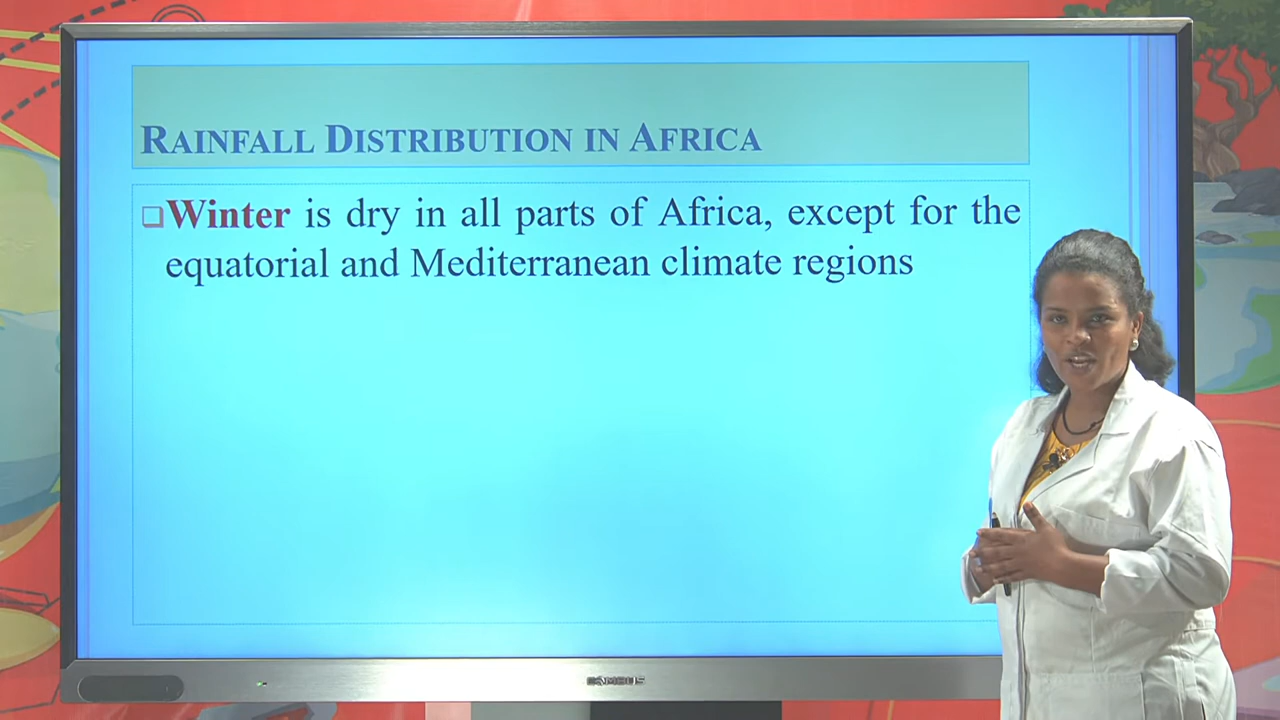 RAINFALL DISTRIBUTION IN AFRICA
Winter is dry in all parts of Africa, except for the
equatorial and Mediterranean climate regions